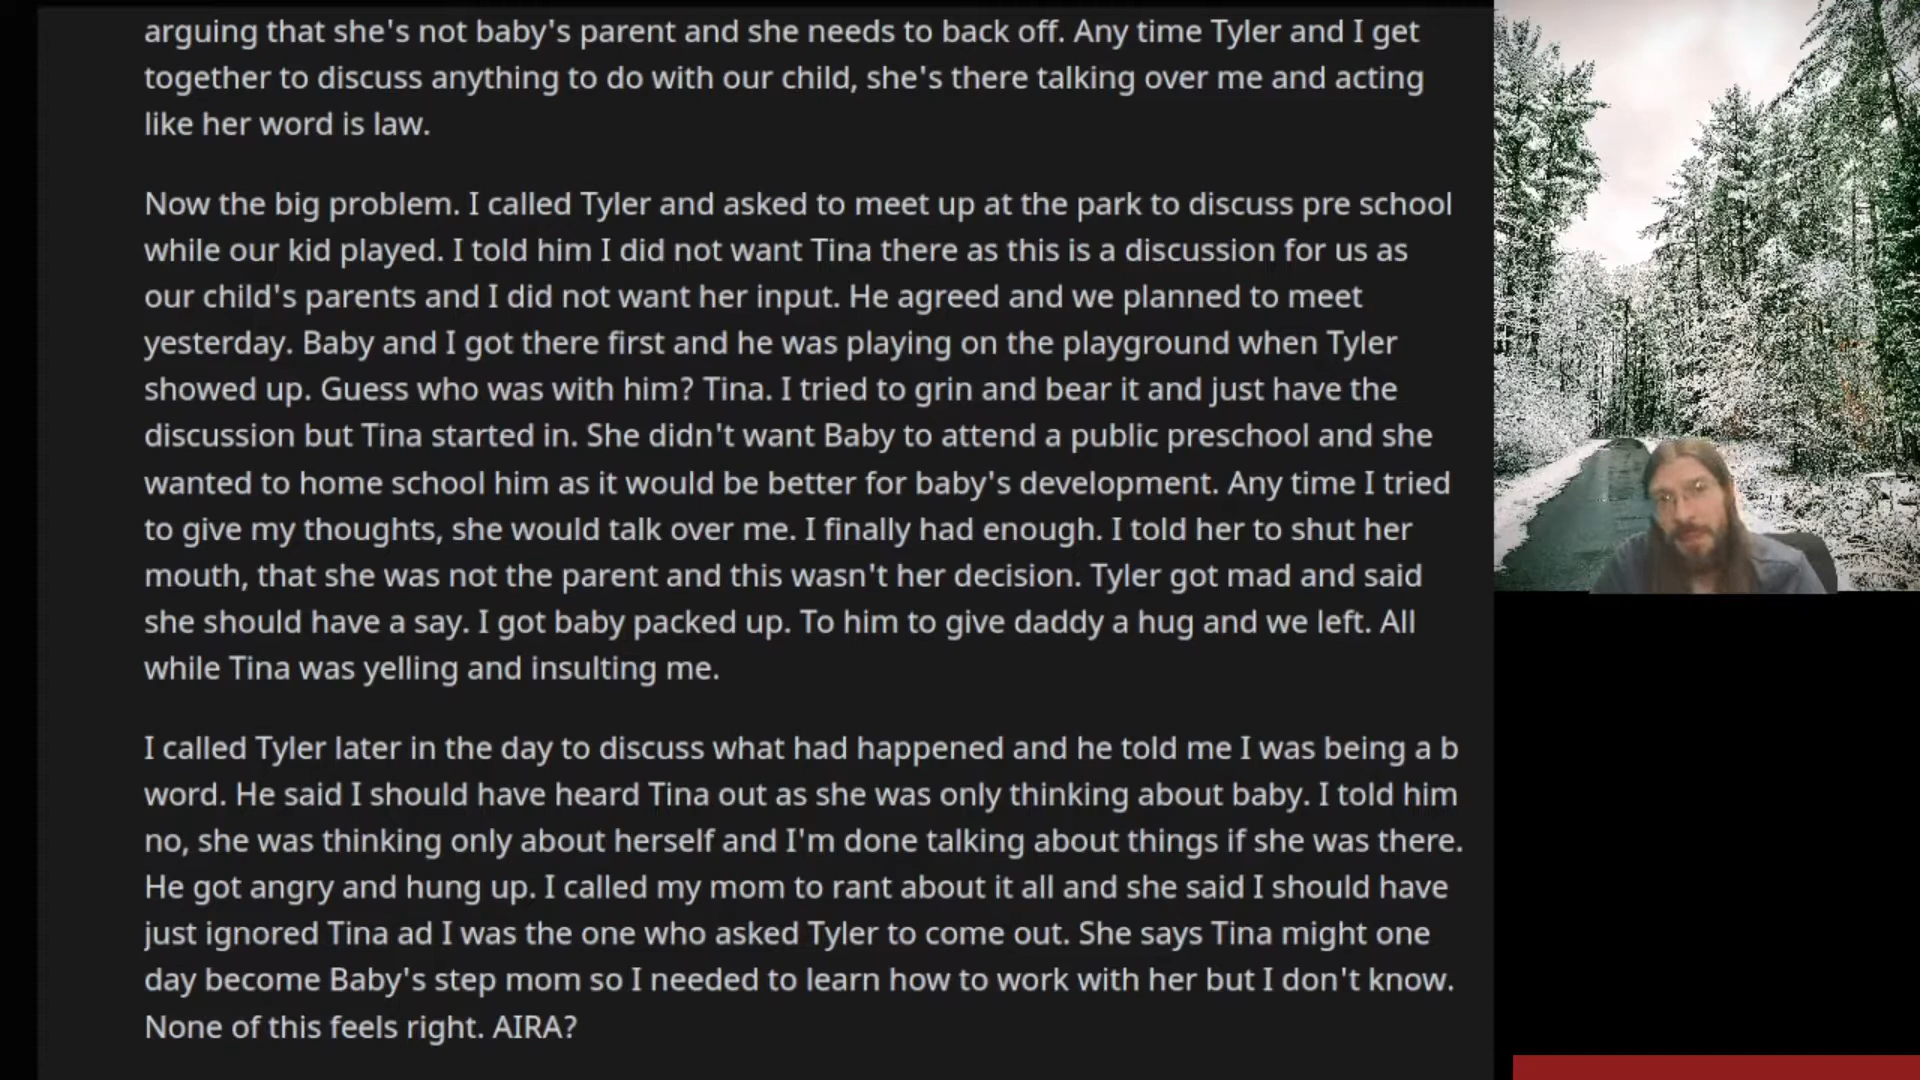 arguing that she's not baby's parent and she needs to back off. Any time Tyler and I get
together to discuss anything to do with our child, she's there talking over me and acting
like her word is law.
Now the big problem. I called Tyler and asked to meet up at the park to discuss pre school
while our kid played. I told him I did not want Tina there as this is a discussion for us as
our child's parents and I did not want her input. He agreed and we planned to meet
yesterday. Baby and I got there first and he was playing on the playground when Tyler
showed up. Guess who was with him? Tina. I tried to grin and bear it and just have the
discussion but Tina started in. She didn't want Baby to attend a public preschool and she
wanted to home school him as it would be better for baby's development. Any time I tried
to give my thoughts, she would talk over me. I finally had enough. I told her to shut her
mouth, that she was not the parent and this wasn't her decision. Tyler got mad and said
she should have a say. I got baby packed up. To him to give daddy a hug and we left. All
while Tina was yelling and insulting me.
I called Tyler later in the day to discuss what had happened and he told me I was being a b
word. He said I should have heard Tina out as she was only thinking about baby. I told him
no, she was thinking only about herself and I'm done talking about things if she was there.
He got angry and hung up. I called my mom to rant about it all and she said I should have
just ignored Tina ad I was the one who asked Tyler to come out. She says Tina might one
day become Baby's step mom so I needed to learn how to work with her but I don't know.
None of this feels right. AIRA?